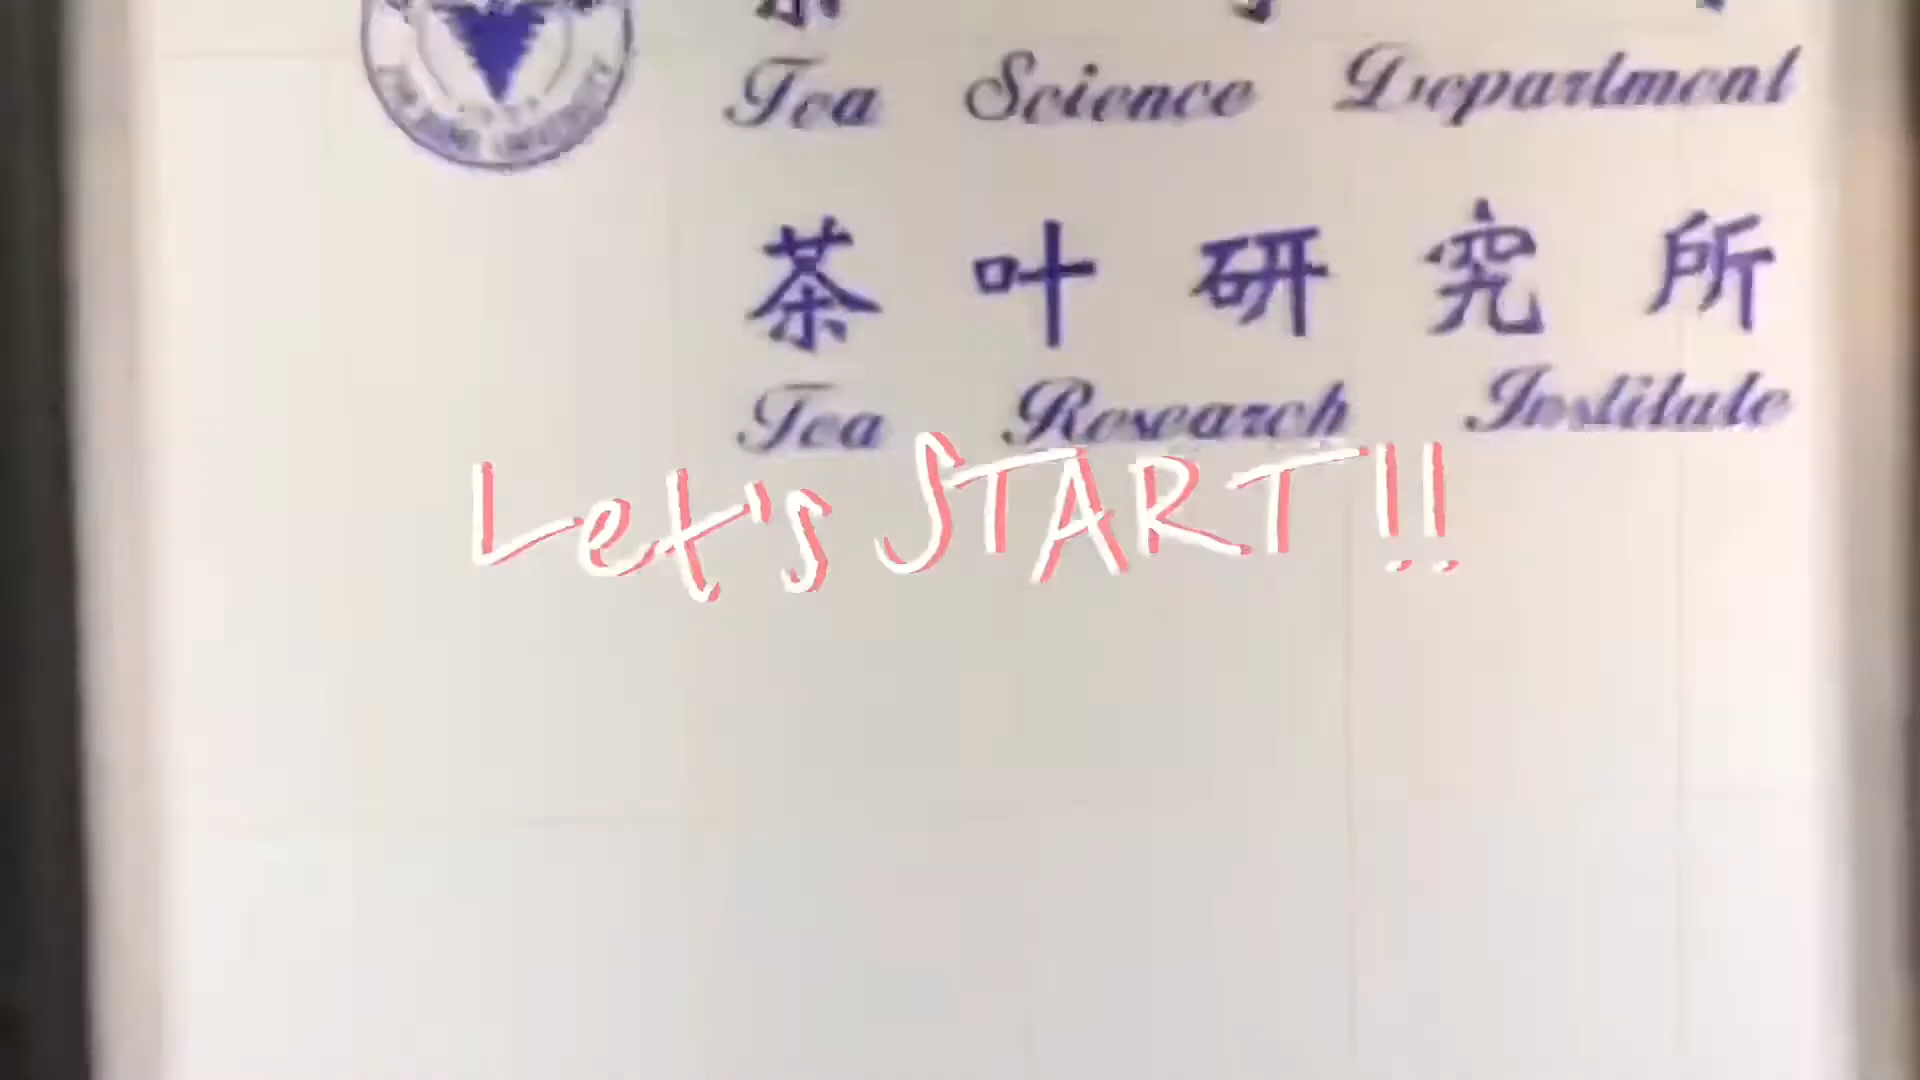 Tea Science Department
茶叶研究所
Tea Research Institute
Let's START!!